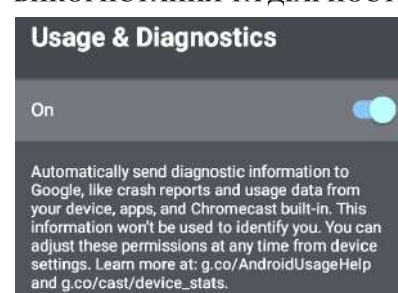 Usage & Diagnostics
On
Automatically send diagnostic information to
Google, like crash reports and usage data from
your device, apps, and Chromecast built-in. This
information won't be used to identify you. You can
adjust these permissions at any time from device
settings. Learn more at: g.co/AndroidUsageHelp
and g.co/cast/device_stats.